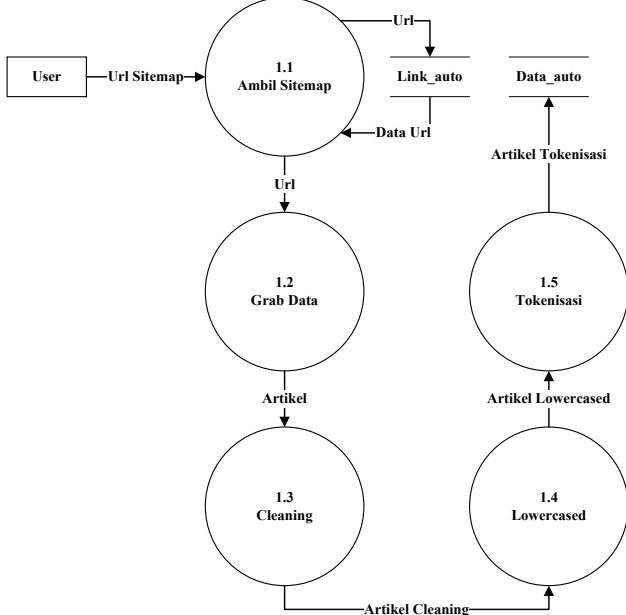 User
Url Sitemap
1.1
Ambil Sitemap
Url
Link_auto
Data Url
Data_auto
Artikel Tokenisasi
Url
1.2
Grab Data
1.5
Tokenisasi
Artikel
Artikel Lowercased
1.3
Cleaning
1.4
Lowercased
Artikel Cleaning